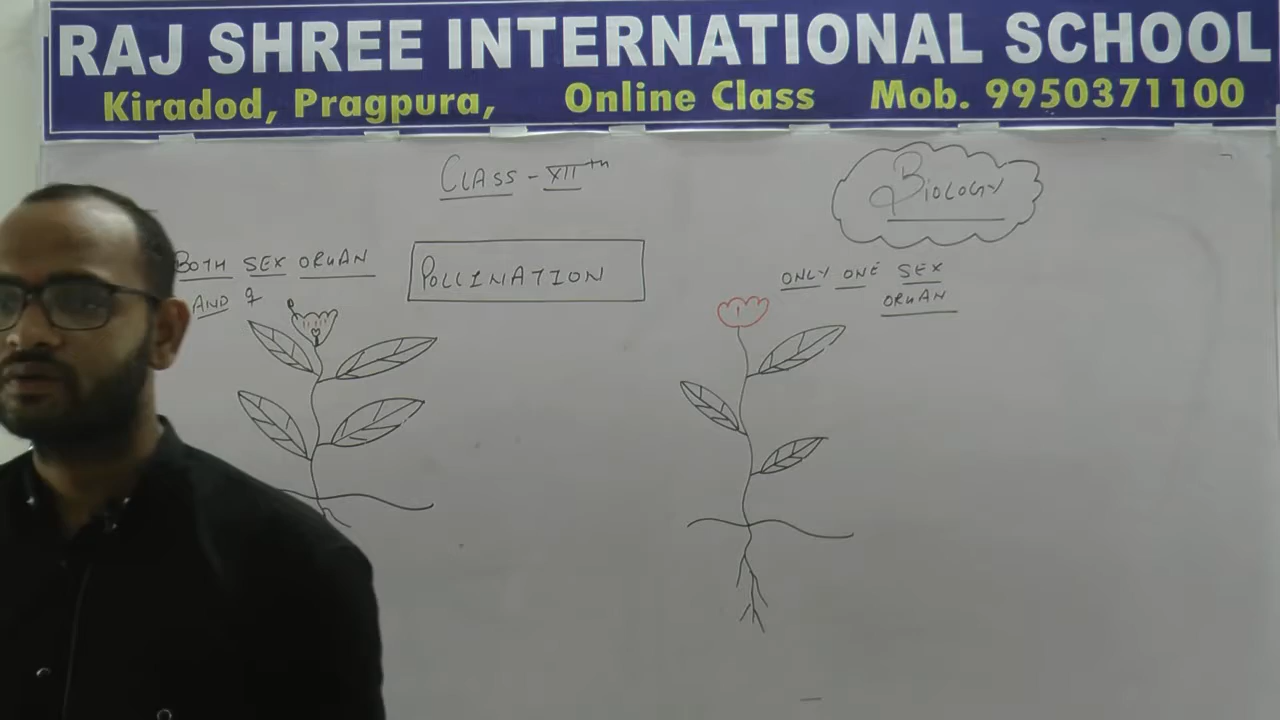 RAJ SHREE INTERNATIONAL SCHOOL
Kiradod, Pragpura, Online Class Mob. 9950371100
CLASS - XIIth
BIOLOGY
POLLINATION
BOTH SEX ORGAN
AND
ONLY ONE SEX
ORGAN